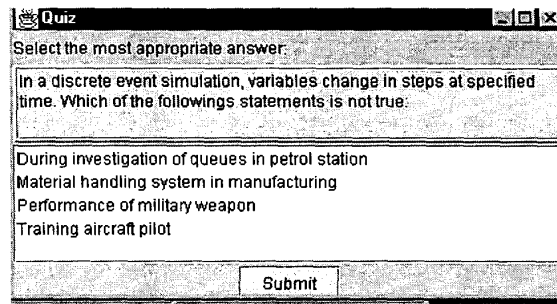 Quiz
Select the most appropriate answer:
In a discrete event simulation, variables change in steps at specified
time. Which of the followings statements is not true:
During investigation of queues in petrol station
Material handling system in manufacturing
Performance of military weapon
Training aircraft pilot
Submit